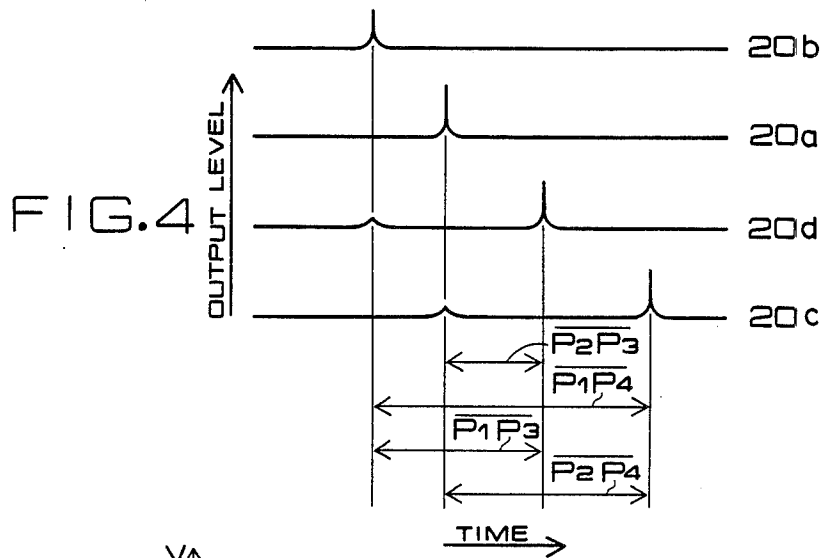 20b
20a
FIG.4
OUTPUT LEVEL
20d
20c
P2P3
P1P4
P1P3
P2P4
TIME
V